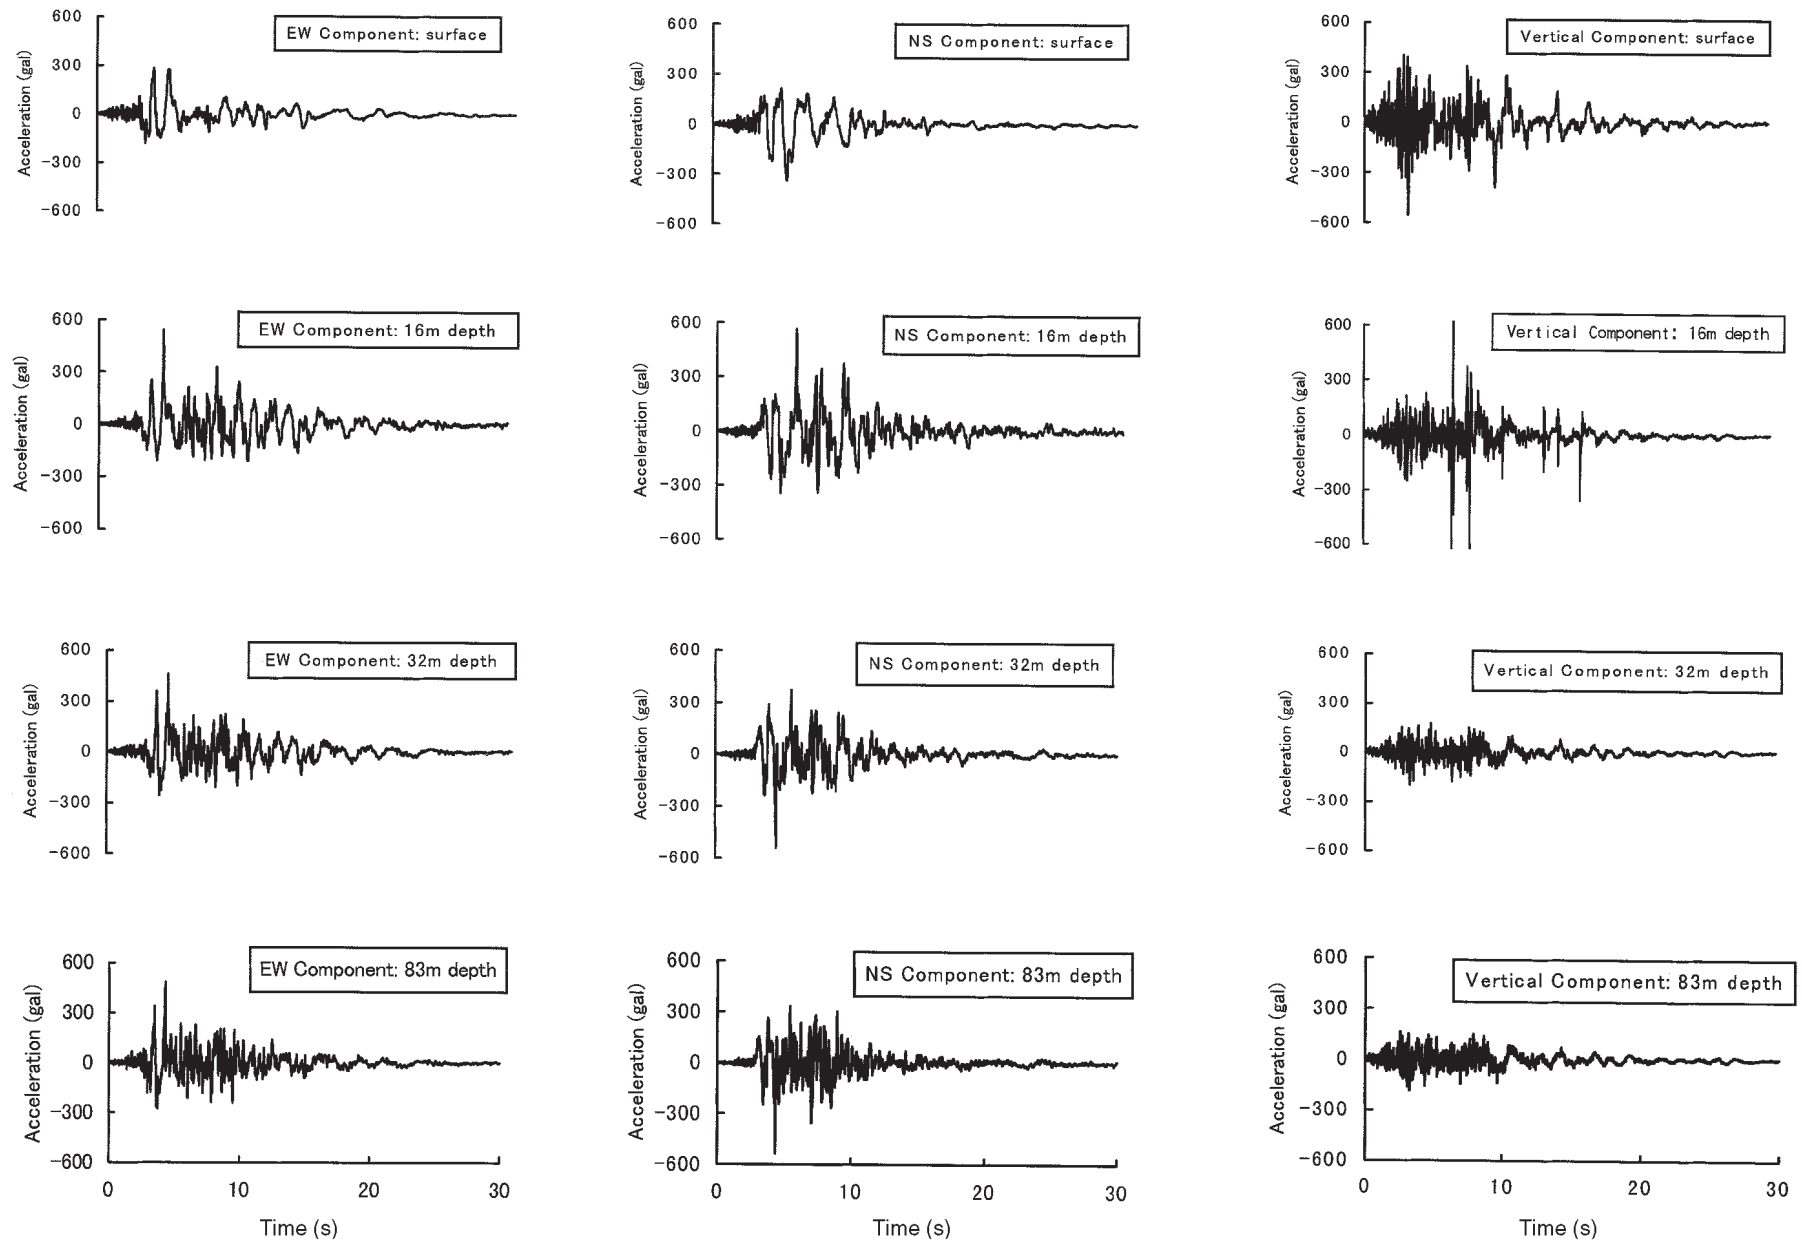 EW Component: surface
600
300
0
-300
-600
Acceleration (gal)
NS Component: surface
600
300
0
-300
-600
Acceleration (gal)
Vertical Component: surface
600
300
0
-300
-600
Acceleration (gal)
EW Component: 16m depth
600
300
0
-300
-600
Acceleration (gal)
NS Component: 16m depth
600
300
0
-300
-600
Acceleration (gal)
Vertical Component: 16m depth
600
300
0
-300
-600
Acceleration (gal)
EW Component: 32m depth
600
300
0
-300
-600
Acceleration (gal)
NS Component: 32m depth
600
300
0
-300
-600
Acceleration (gal)
Vertical Component: 32m depth
600
300
0
-300
-600
Acceleration (gal)
EW Component: 83m depth
600
300
0
-300
-600
Acceleration (gal)
0 10 20 30
Time (s)
NS Component: 83m depth
600
300
0
-300
-600
Acceleration (gal)
0 10 20 30
Time (s)
Vertical Component: 83m depth
600
300
0
-300
-600
Acceleration (gal)
0 10 20 30
Time (s)